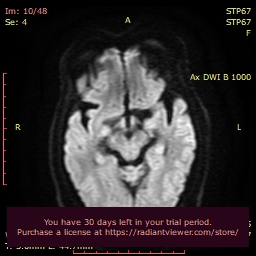 Im: 10/48
Se: 4
STP67
STP67
F
A
Ax DWI B 1000
R
L
You have 30 days left in your trial period.
Purchase a license at https://radiantviewer.com/store/